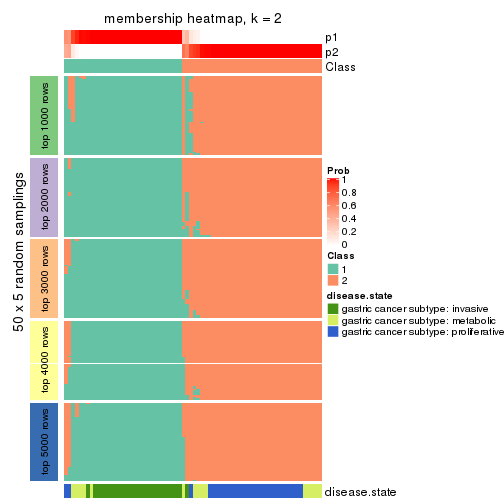 membership heatmap, k = 2
p1
p2
Class
50 x 5 random samplings
top 1000 rows
top 2000 rows
top 3000 rows
top 4000 rows
top 5000 rows
Prob
1
0.8
0.6
0.4
0.2
0
Class
1
2
disease.state
gastric cancer subtype: invasive
gastric cancer subtype: metabolic
gastric cancer subtype: proliferative
disease.state